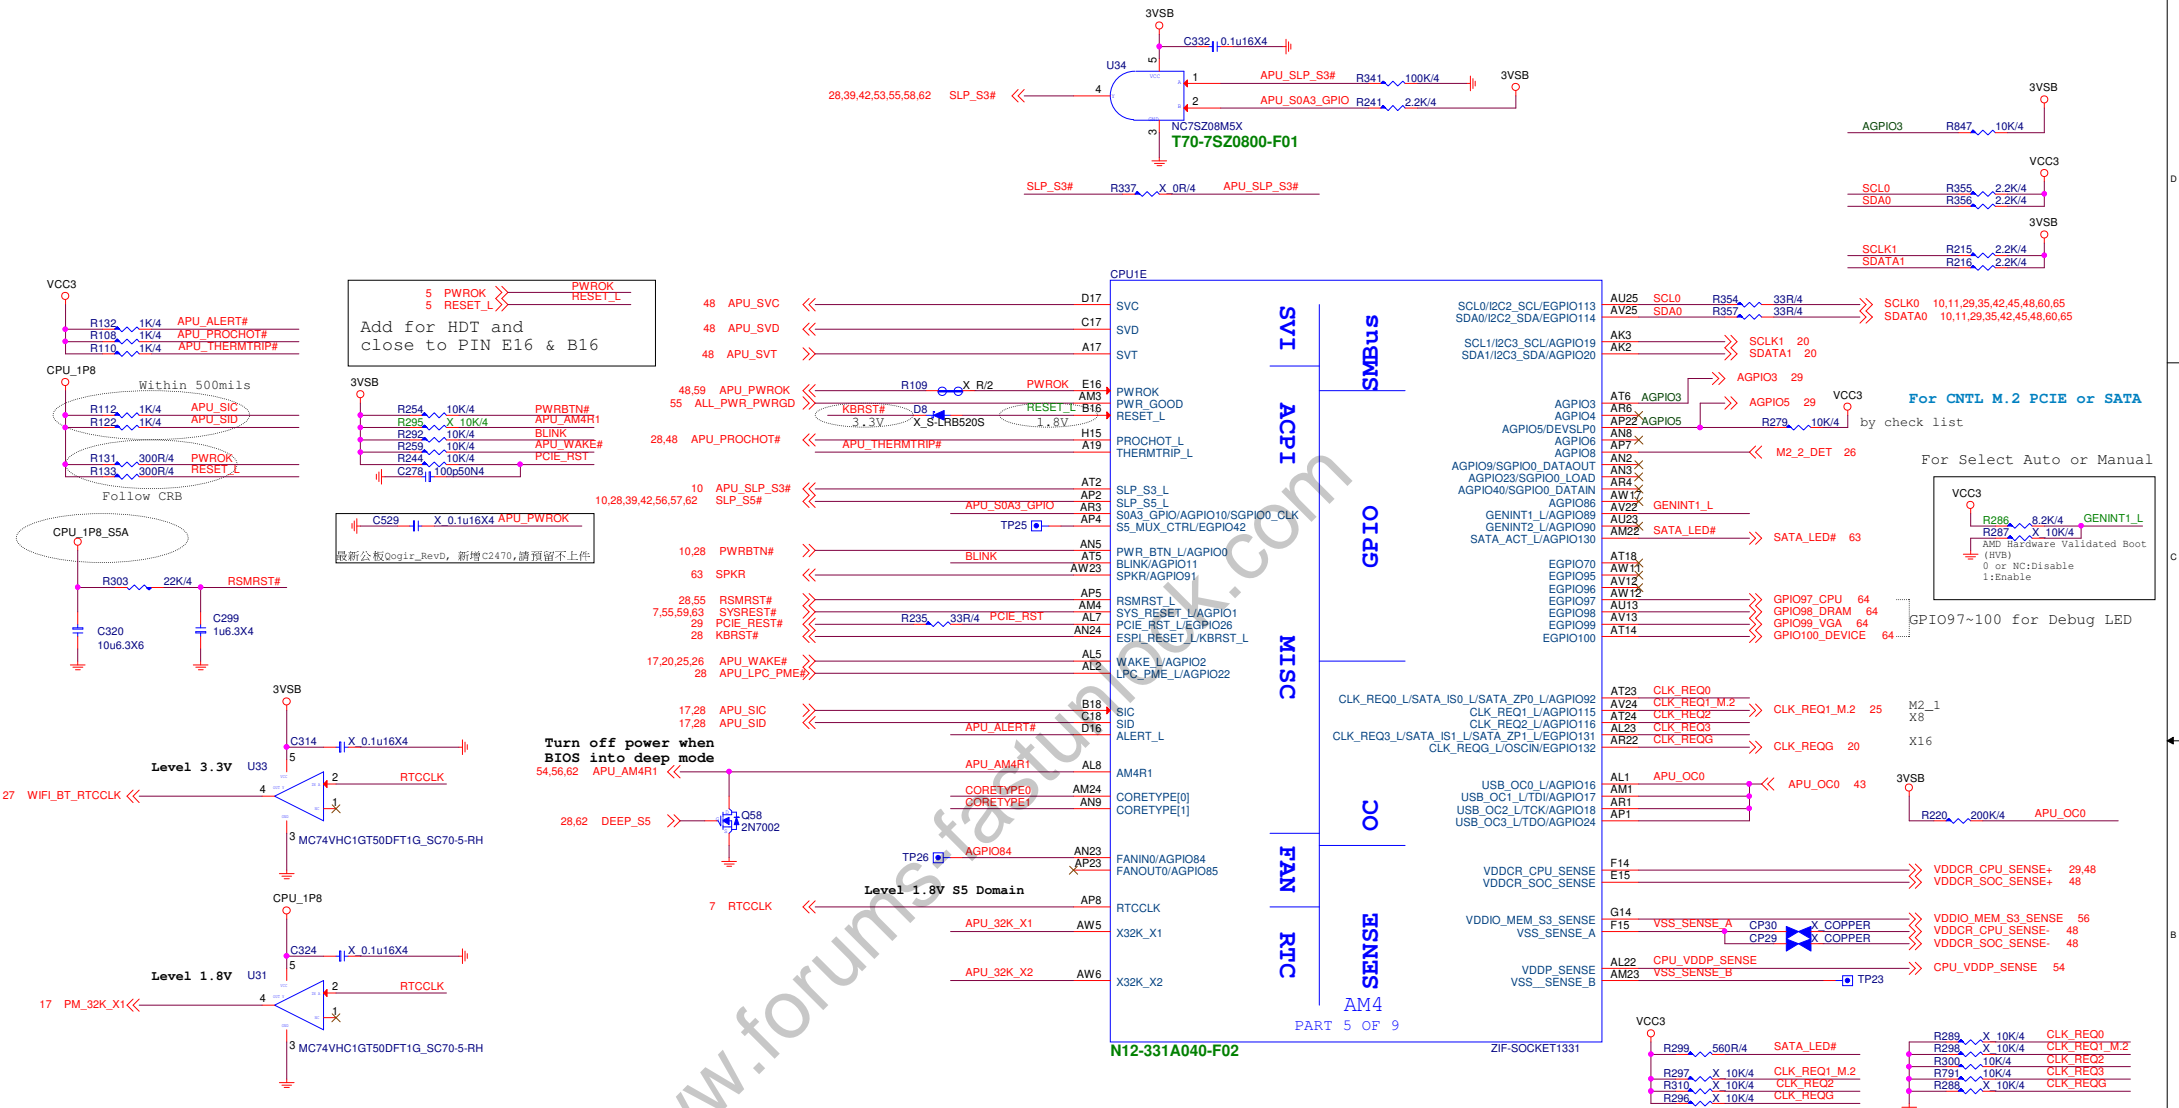 3VSB
C332 0.1u16X4
U34
5
VCC
28,39,42,53,55,58,62 SLP_S3#
4
1 APU_SLP_S3# R341 100K/4
3VSB
2 APU_S0A3_GPIO R241 2.2K/4
3
NC7SZ08M5X
T70-7SZ0800-F01
SLP_S3# R337 X_0R/4 APU_SLP_S3#
3VSB
AGPIO3 R847 10K/4
VCC3
SCL0 R355 2.2K/4
SDA0 R356 2.2K/4
3VSB
SCLK1 R215 2.2K/4
SDATA1 R216 2.2K/4
D
C
B
VCC3
R132 1K/4 APU_ALERT#
R108 1K/4 APU_PROCHOT#
R110 1K/4 APU_THERMTRIP#
CPU_1P8
Within 500mils
R112 1K/4 APU_SIC
R122 1K/4 APU_SID
R131 300R/4 PWROK
R133 300R/4 RESET_L
Follow CRB
CPU_1P8_S5A
R303 22K/4 RSMRST#
C320
10u6.3X6
C299
1u6.3X4
5 PWROK PWROK
5 RESET_L RESET_L
Add for HDT and
close to PIN E16 & B16
3VSB
R254 10K/4 PWRBTN#
R295 X_10K/4 APU_AM4R1
R292 10K/4 BLINK
R259 10K/4 APU_WAKE#
R244 10K/4 PCIE_RST
C278 100p50N4
C529 X_0.1u16X4 APU_PWROK
最新公板Qogir_RevD, 新增C2470,請預留不上件
3VSB
C314 X_0.1u16X4
5
Level 3.3V U33
2 RTCCLK
27 WIFI_BT_RTCCLK 4
1
3 MC74VHC1GT50DFT1G_SC70-5-RH
CPU_1P8
C324 X_0.1u16X4
5
Level 1.8V U31
2 RTCCLK
17 PM_32K_X1 4
1
3 MC74VHC1GT50DFT1G_SC70-5-RH
Turn off power when
BIOS into deep mode
54,56,62 APU_AM4R1
28,62 DEEP_S5
Q58
2N7002
CPU1E
48 APU_SVC D17 SVC
48 APU_SVD C17 SVD
48 APU_SVT A17 SVT
48,59 APU_PWROK R109 X_R/2 PWROK E16 PWROK
55 ALL_PWR_PWRGD AM3 PWR_GOOD
KBRST# D8 RESET_L B16 RESET_L
3.3V X_S-LRB520S 1.8V
28,48 APU_PROCHOT# H15 PROCHOT_L
APU_THERMTRIP# A19 THERMTRIP_L
10 APU_SLP_S3# AT2 SLP_S3_L
10,28,39,42,56,57,62 SLP_S5# AP2 SLP_S5_L
APU_S0A3_GPIO AR3 S0A3_GPIO/AGPIO10/SGPIO0_CLK
TP25 AP4 S5_MUX_CTRL/EGPIO42
10,28 PWRBTN# AN5 PWR_BTN_L/AGPIO0
BLINK AT5 BLINK/AGPIO11
63 SPKR AW23 SPKR/AGPIO91
28,55 RSMRST# AP5 RSMRST_L
7,55,59,63 SYSREST# AM4 SYS_RESET_L/AGPIO1
29 PCIE_REST# R235 33R/4 PCIE_RST AL7 PCIE_RST_L/EGPIO26
28 KBRST# AN24 ESPI_RESET_L/KBRST_L
17,20,25,26 APU_WAKE# AL5 WAKE_L/AGPIO2
28 APU_LPC_PME# AL2 LPC_PME_L/AGPIO22
17,28 APU_SIC B18 SIC
17,28 APU_SID C18 SID
APU_ALERT# D16 ALERT_L
APU_AM4R1 AL8 AM4R1
CORETYPE0 AM24 CORETYPE[0]
CORETYPE1 AN9 CORETYPE[1]
TP26 AGPIO84 AN23 FANIN0/AGPIO84
AP23 FANOUT0/AGPIO85
Level 1.8V S5 Domain
7 RTCCLK AP8 RTCCLK
APU_32K_X1 AW5 X32K_X1
APU_32K_X2 AW6 X32K_X2
SVI
ACPI
MISC
FAN
RTC
SMBus
GPIO
OC
SENSE
AM4
PART 5 OF 9
N12-331A040-F02
ZIF-SOCKET1331
SCL0/I2C2_SCL/EGPIO113 AU25 SCL0 R354 33R/4 SCLK0 10,11,29,35,42,45,48,60,65
SDA0/I2C2_SDA/EGPIO114 AV25 SDA0 R357 33R/4 SDATA0 10,11,29,35,42,45,48,60,65
SCL1/I2C3_SCL/AGPIO19 AK3 SCLK1 20
SDA1/I2C3_SDA/AGPIO20 AK2 SDATA1 20
AGPIO3 AT6 AGPIO3 AGPIO3 29
AGPIO4 AR6
AGPIO5/DEVSLP0 AP22 AGPIO5 AGPIO5 29
VCC3
R279 10K/4
For CNTL M.2 PCIE or SATA
by check list
AGPIO6 AN8
AGPIO8 AP7 M2_2_DET 26
AGPIO9/SGPIO0_DATAOUT AN2
AGPIO23/SGPIO0_LOAD AN3
AGPIO40/SGPIO0_DATAIN AR4
AGPIO86 AW17
GENINT1_L/AGPIO89 AV22 GENINT1_L
GENINT2_L/AGPIO90 AU23
SATA_ACT_L/AGPIO130 AM22 SATA_LED# SATA_LED# 63
EGPIO70 AT18
EGPIO95 AW11
EGPIO96 AV12
EGPIO97 AW12 GPIO97_CPU 64
EGPIO98 AU13 GPIO98_DRAM 64
EGPIO99 AV13 GPIO99_VGA 64
EGPIO100 AT14 GPIO100_DEVICE 64
GPIO97~100 for Debug LED
For Select Auto or Manual
VCC3
R286 8.2K/4 GENINT1_L
R287 X_10K/4
AMD Hardware Validated Boot
(HVB)
0 or NC:Disable
1:Enable
CLK_REQ0_L/SATA_IS0_L/SATA_ZP0_L/AGPIO92 AT23 CLK_REQ0
CLK_REQ1_L/AGPIO115 AV24 CLK_REQ1_M.2 CLK_REQ1_M.2 25 M2_1
CLK_REQ2_L/AGPIO116 AT24 CLK_REQ2 X8
CLK_REQ3_L/SATA_IS1_L/SATA_ZP1_L/EGPIO131 AL23 CLK_REQ3
CLK_REQG_L/OSCIN/EGPIO132 AR22 CLK_REQG CLK_REQG 20 X16
USB_OC0_L/AGPIO16 AL1 APU_OC0 APU_OC0 43
USB_OC1_L/TDI/AGPIO17 AM1
USB_OC2_L/TCK/AGPIO18 AR1
USB_OC3_L/TDO/AGPIO24 AP1
3VSB
R220 200K/4 APU_OC0
VDDCR_CPU_SENSE F14 VDDCR_CPU_SENSE+ 29,48
VDDCR_SOC_SENSE E15 VDDCR_SOC_SENSE+ 48
VDDIO_MEM_S3_SENSE G14 VDDIO_MEM_S3_SENSE 56
VSS_SENSE_A F15 VSS_SENSE_A CP30 X_COPPER VDDCR_CPU_SENSE- 48
CP29 X_COPPER VDDCR_SOC_SENSE- 48
VDDP_SENSE AL22 CPU_VDDP_SENSE CPU_VDDP_SENSE 54
VSS__SENSE_B AM23 VSS_SENSE_B TP23
VCC3
R299 560R/4 SATA_LED#
R297 X_10K/4 CLK_REQ1_M.2
R310 X_10K/4 CLK_REQ2
R296 X_10K/4 CLK_REQG
R289 X_10K/4 CLK_REQ0
R298 X_10K/4 CLK_REQ1_M.2
R300 10K/4 CLK_REQ2
R791 10K/4 CLK_REQ3
R288 X_10K/4 CLK_REQG
www.forums-fastunlock.com